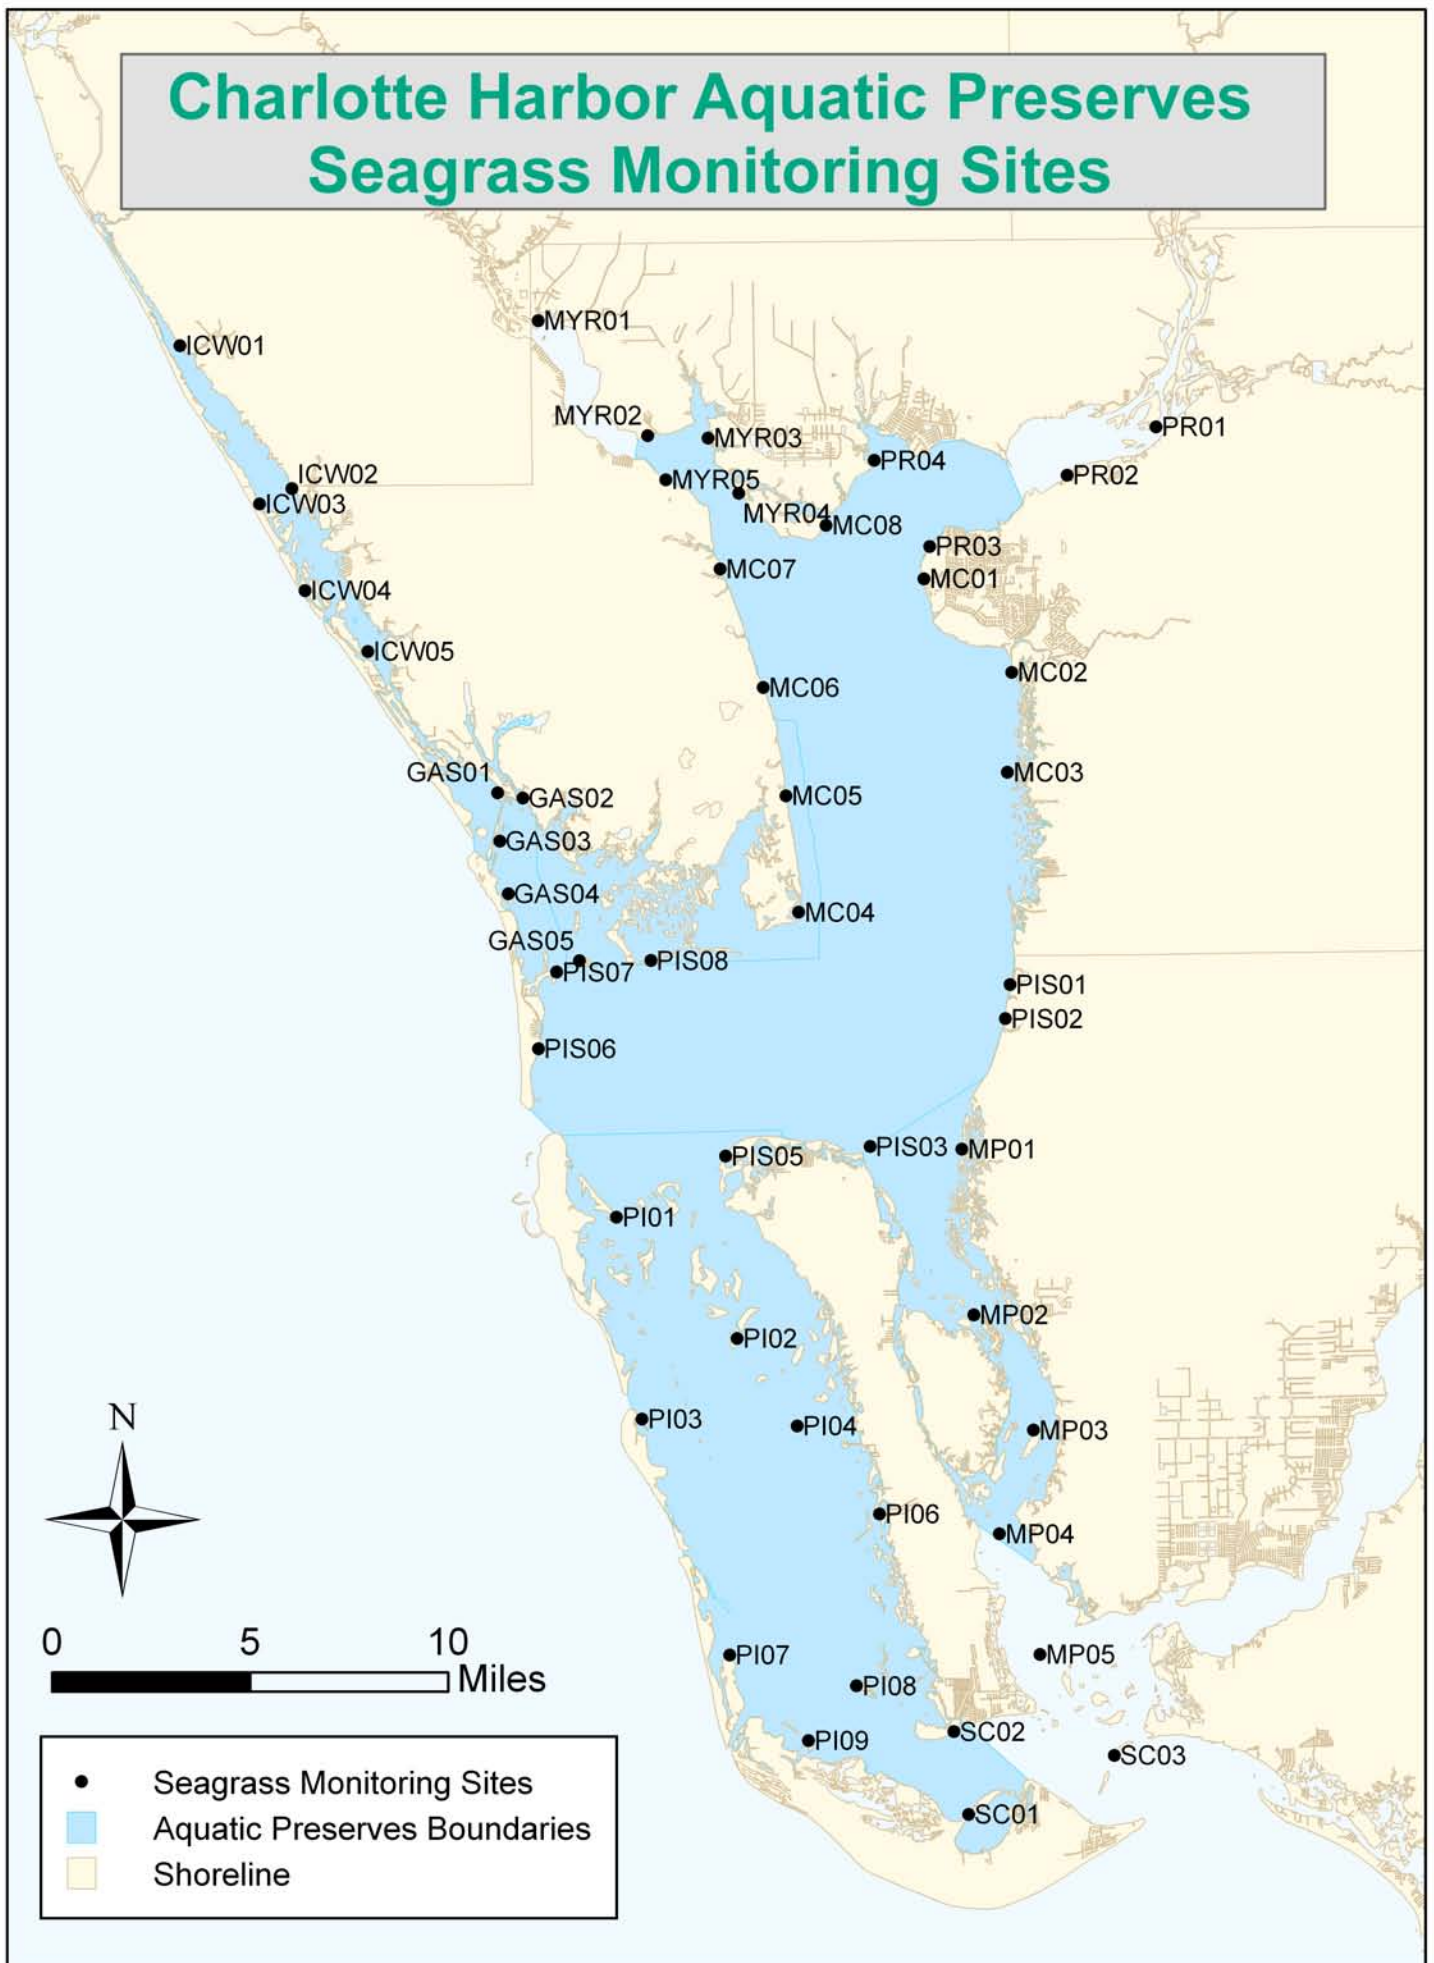 Charlotte Harbor Aquatic Preserves
Seagrass Monitoring Sites
MYR01
ICW01
MYR02
PR01
MYR03
PR04
ICW02
PR02
MYR05
ICW03
MYR04
MC08
PR03
MC07
MC01
ICW04
ICW05
MC02
MC06
GAS01
MC03
MC05
GAS02
GAS03
GAS04
MC04
GAS05
PIS08
PIS07
PIS01
PIS02
PIS06
PIS03
MP01
PIS05
PI01
MP02
PI02
N
PI03
PI04
MP03
PI06
MP04
0 5 10
Miles
PI07
MP05
PI08
SC02
PI09
SC03
SC01
Seagrass Monitoring Sites
Aquatic Preserves Boundaries
Shoreline